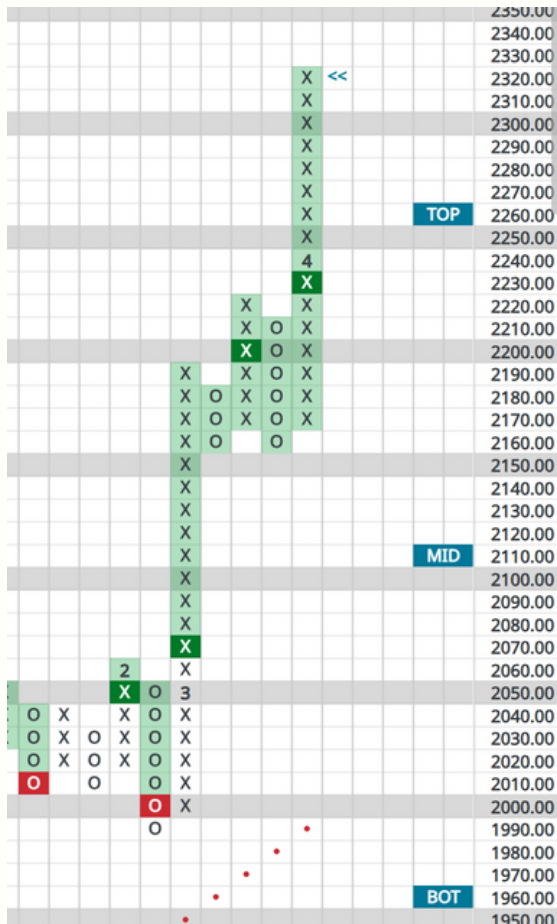 2350.00
2340.00
2330.00
X << 2320.00
X 2310.00
X 2300.00
X 2290.00
X 2280.00
X 2270.00
X TOP 2260.00
X 2250.00
4 2240.00
X 2230.00
X X 2220.00
X O X 2210.00
X O X 2200.00
X X O X 2190.00
X O X O X 2180.00
X O X O X 2170.00
X O O 2160.00
X 2150.00
X 2140.00
X 2130.00
X 2120.00
X MID 2110.00
X 2100.00
X 2090.00
X 2080.00
X 2070.00
2 X 2060.00
X O 3 2050.00
O X X O X 2040.00
O X O X O X 2030.00
O X O X O X 2020.00
O O O X 2010.00
O X 2000.00
O 1990.00
1980.00
1970.00
BOT 1960.00
1950.00